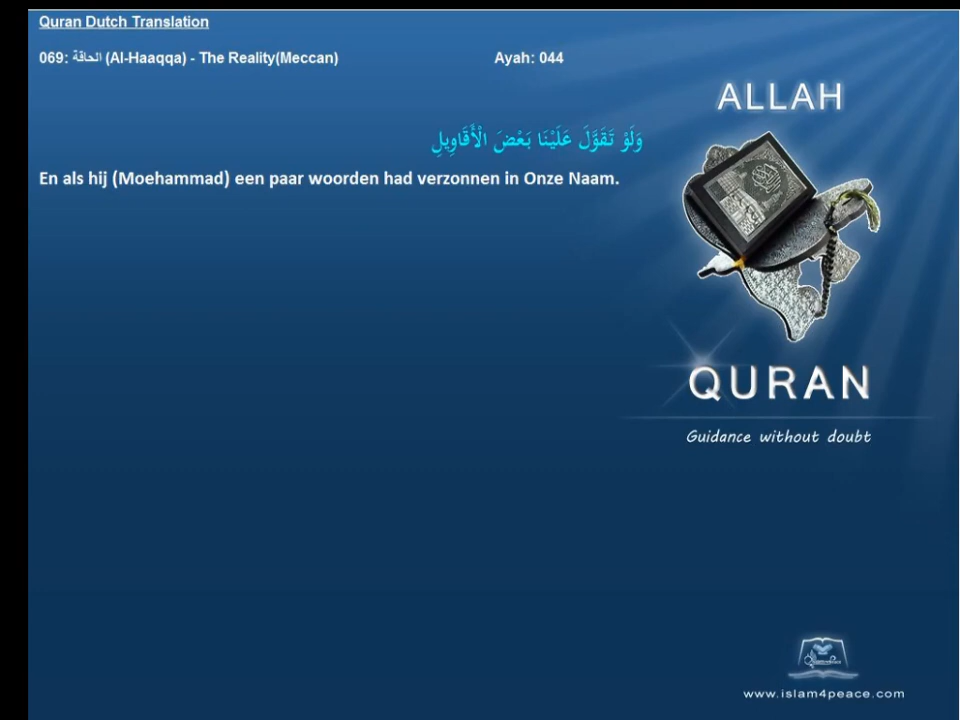 Quran Dutch Translation
069: الحاقة (Al-Haaqqa) - The Reality(Meccan) Ayah: 044
ALLAH
وَلَوْ تَقَوَّلَ عَلَيْنَا بَعْضَ الْأَقَاوِيلِ
En als hij (Moehammad) een paar woorden had verzonnen in Onze Naam.
QURAN
Guidance without doubt
www.islam4peace.com